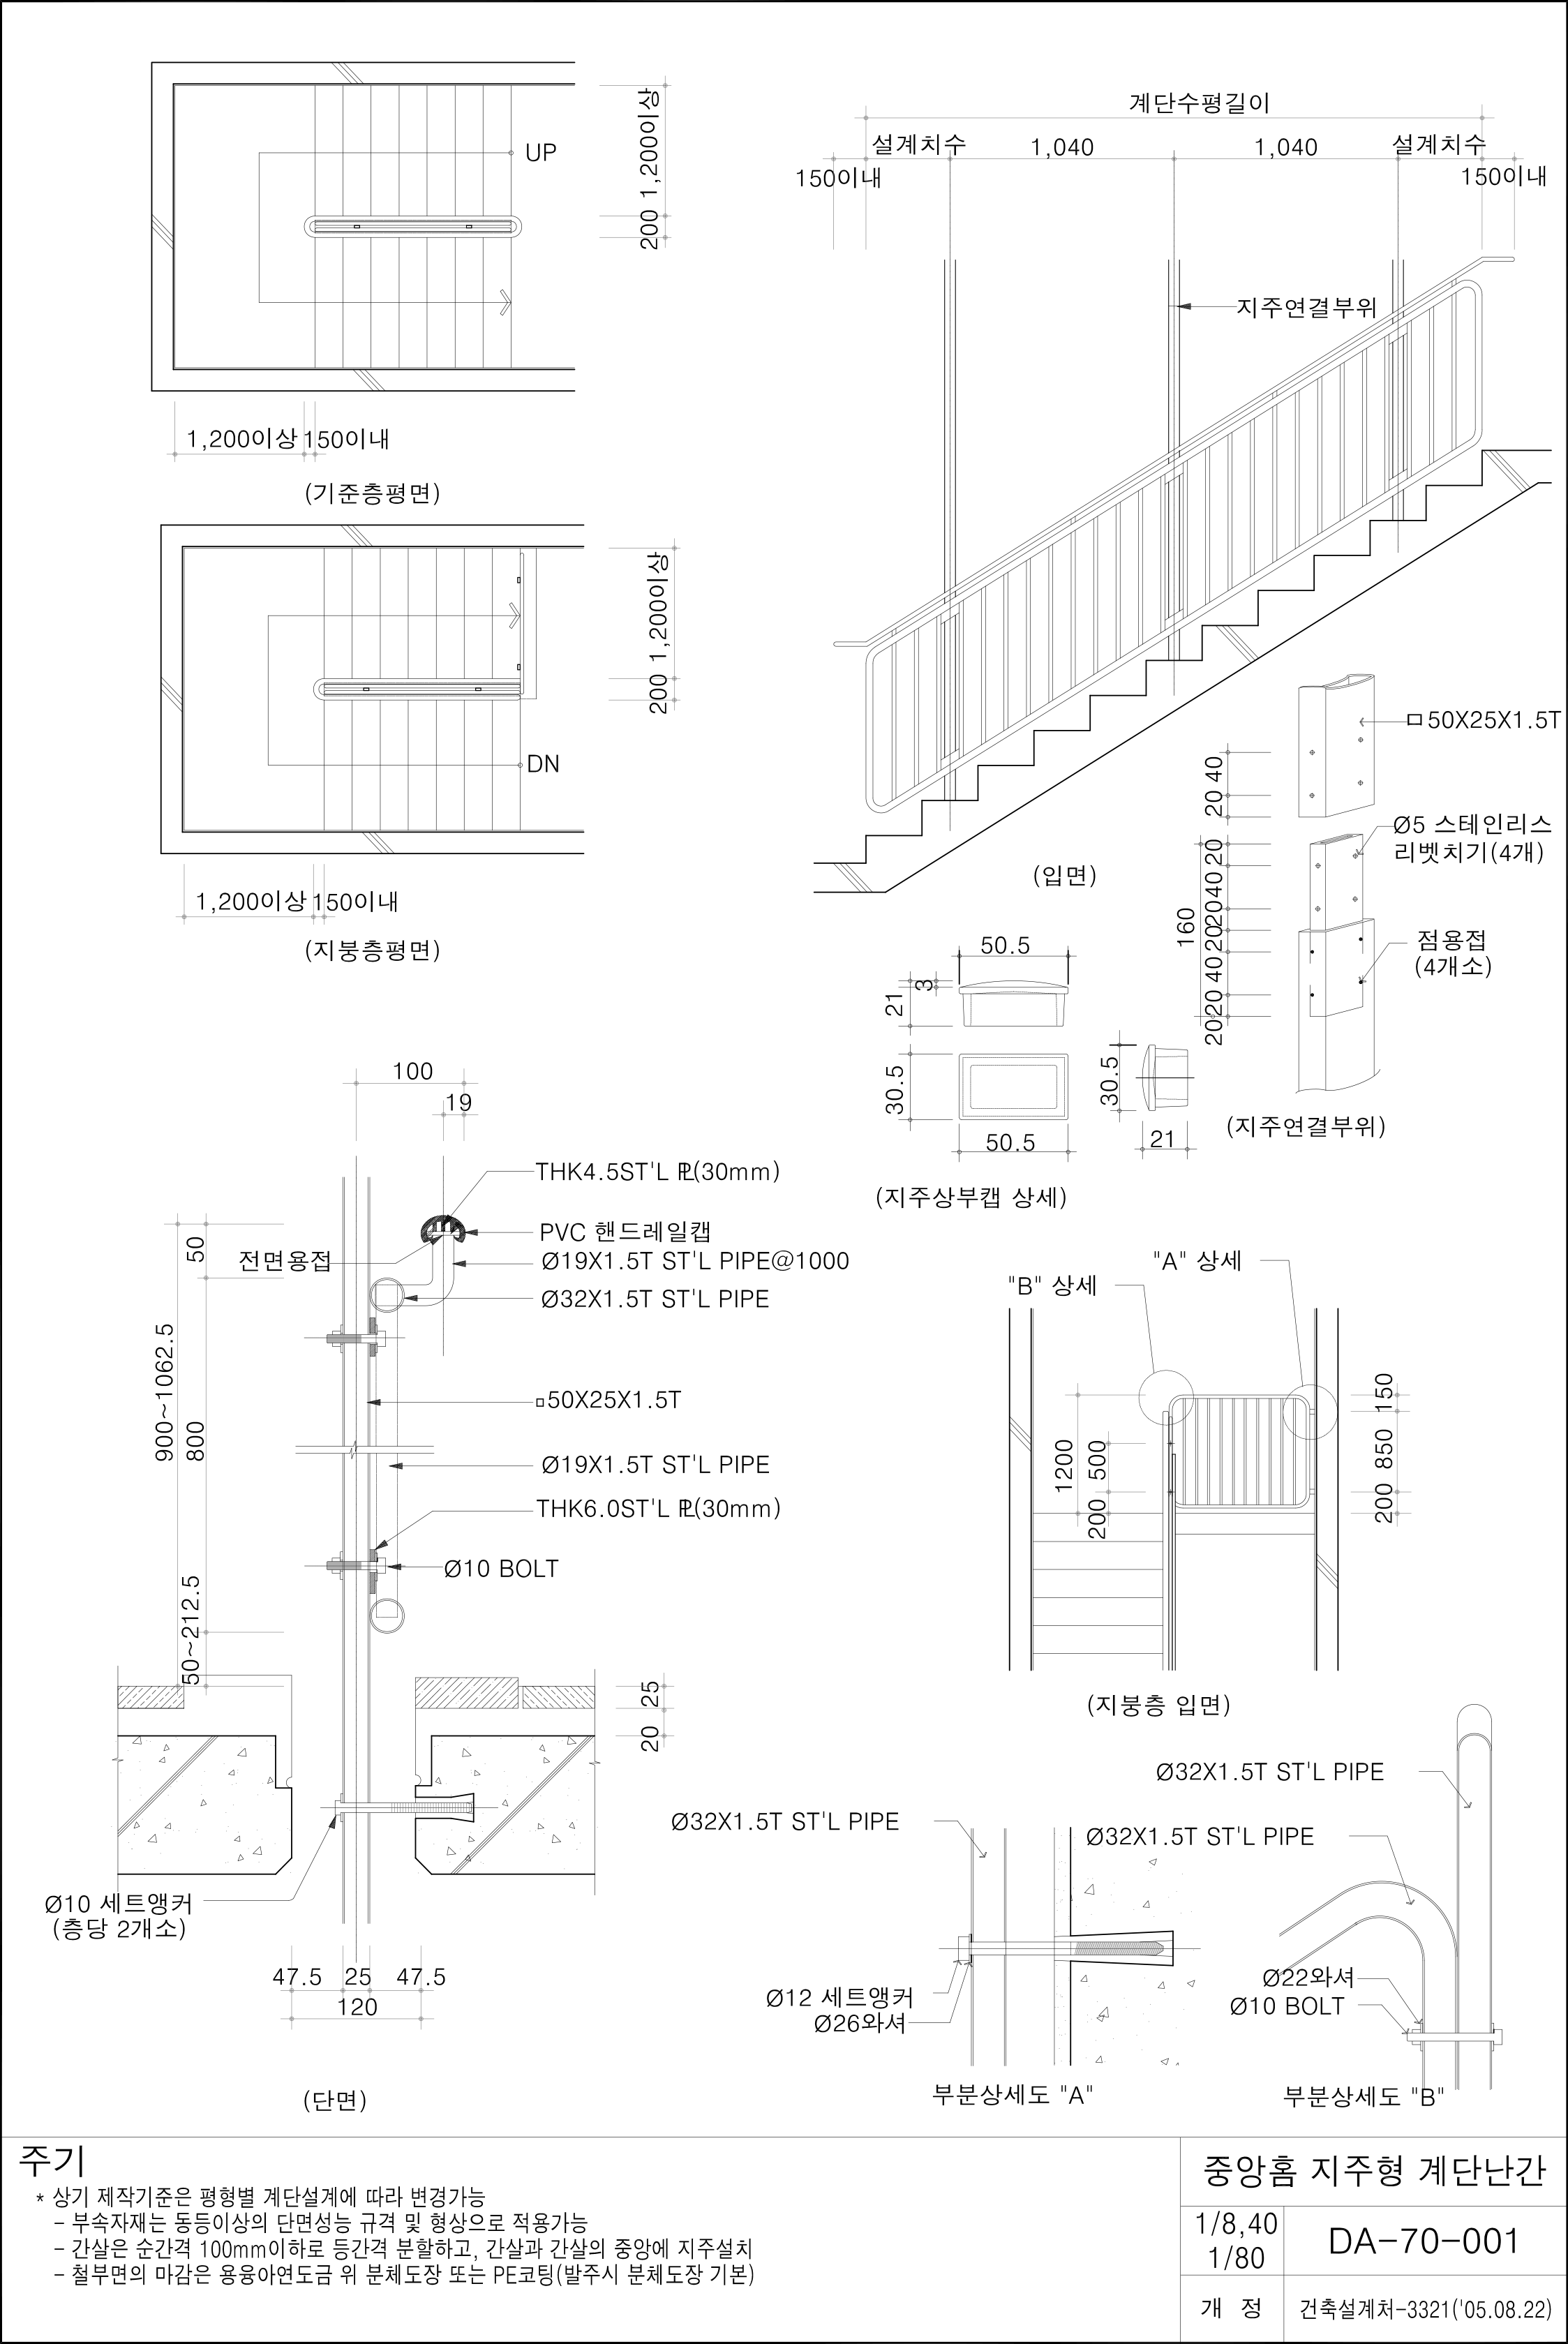 UP
200 1,200이상
1,200이상
150이내
(기준층평면)
200 1,200이상
DN
1,200이상
150이내
(지붕층평면)
계단수평길이
설계치수
1,040
1,040
설계치수
150이내
150이내
지주연결부위
(입면)
ㅁ50X25X1.5T
20 40
Ø5 스테인리스
리벳치기(4개)
점용접
(4개소)
160
20
40
20
20
40
20
20
(지주연결부위)
50.5
3
21
30.5
50.5
30.5
21
(지주상부캡 상세)
100
19
THK4.5ST'L PL(30mm)
PVC 핸드레일캡
전면용접
Ø19X1.5T ST'L PIPE@1000
Ø32X1.5T ST'L PIPE
50
900~1062.5
800
□50X25X1.5T
Ø19X1.5T ST'L PIPE
THK6.0ST'L PL(30mm)
Ø10 BOLT
50~212.5
25
20
Ø10 세트앵커
(층당 2개소)
47.5
25
47.5
120
(단면)
"A" 상세
"B" 상세
1200
500
200
150
850
200
(지붕층 입면)
Ø32X1.5T ST'L PIPE
Ø12 세트앵커
Ø26와셔
부분상세도 "A"
Ø32X1.5T ST'L PIPE
Ø32X1.5T ST'L PIPE
Ø22와셔
Ø10 BOLT
부분상세도 "B"
주기
* 상기 제작기준은 평형별 계단설계에 따라 변경가능
- 부속자재는 동등이상의 단면성능 규격 및 형상으로 적용가능
- 간살은 순간격 100mm이하로 등간격 분할하고, 간살과 간살의 중앙에 지주설치
- 철부면의 마감은 용융아연도금 위 분체도장 또는 PE코팅(발주시 분체도장 기본)
중앙홈 지주형 계단난간
1/8,40
1/80
DA-70-001
개 정
건축설계처-3321('05.08.22)